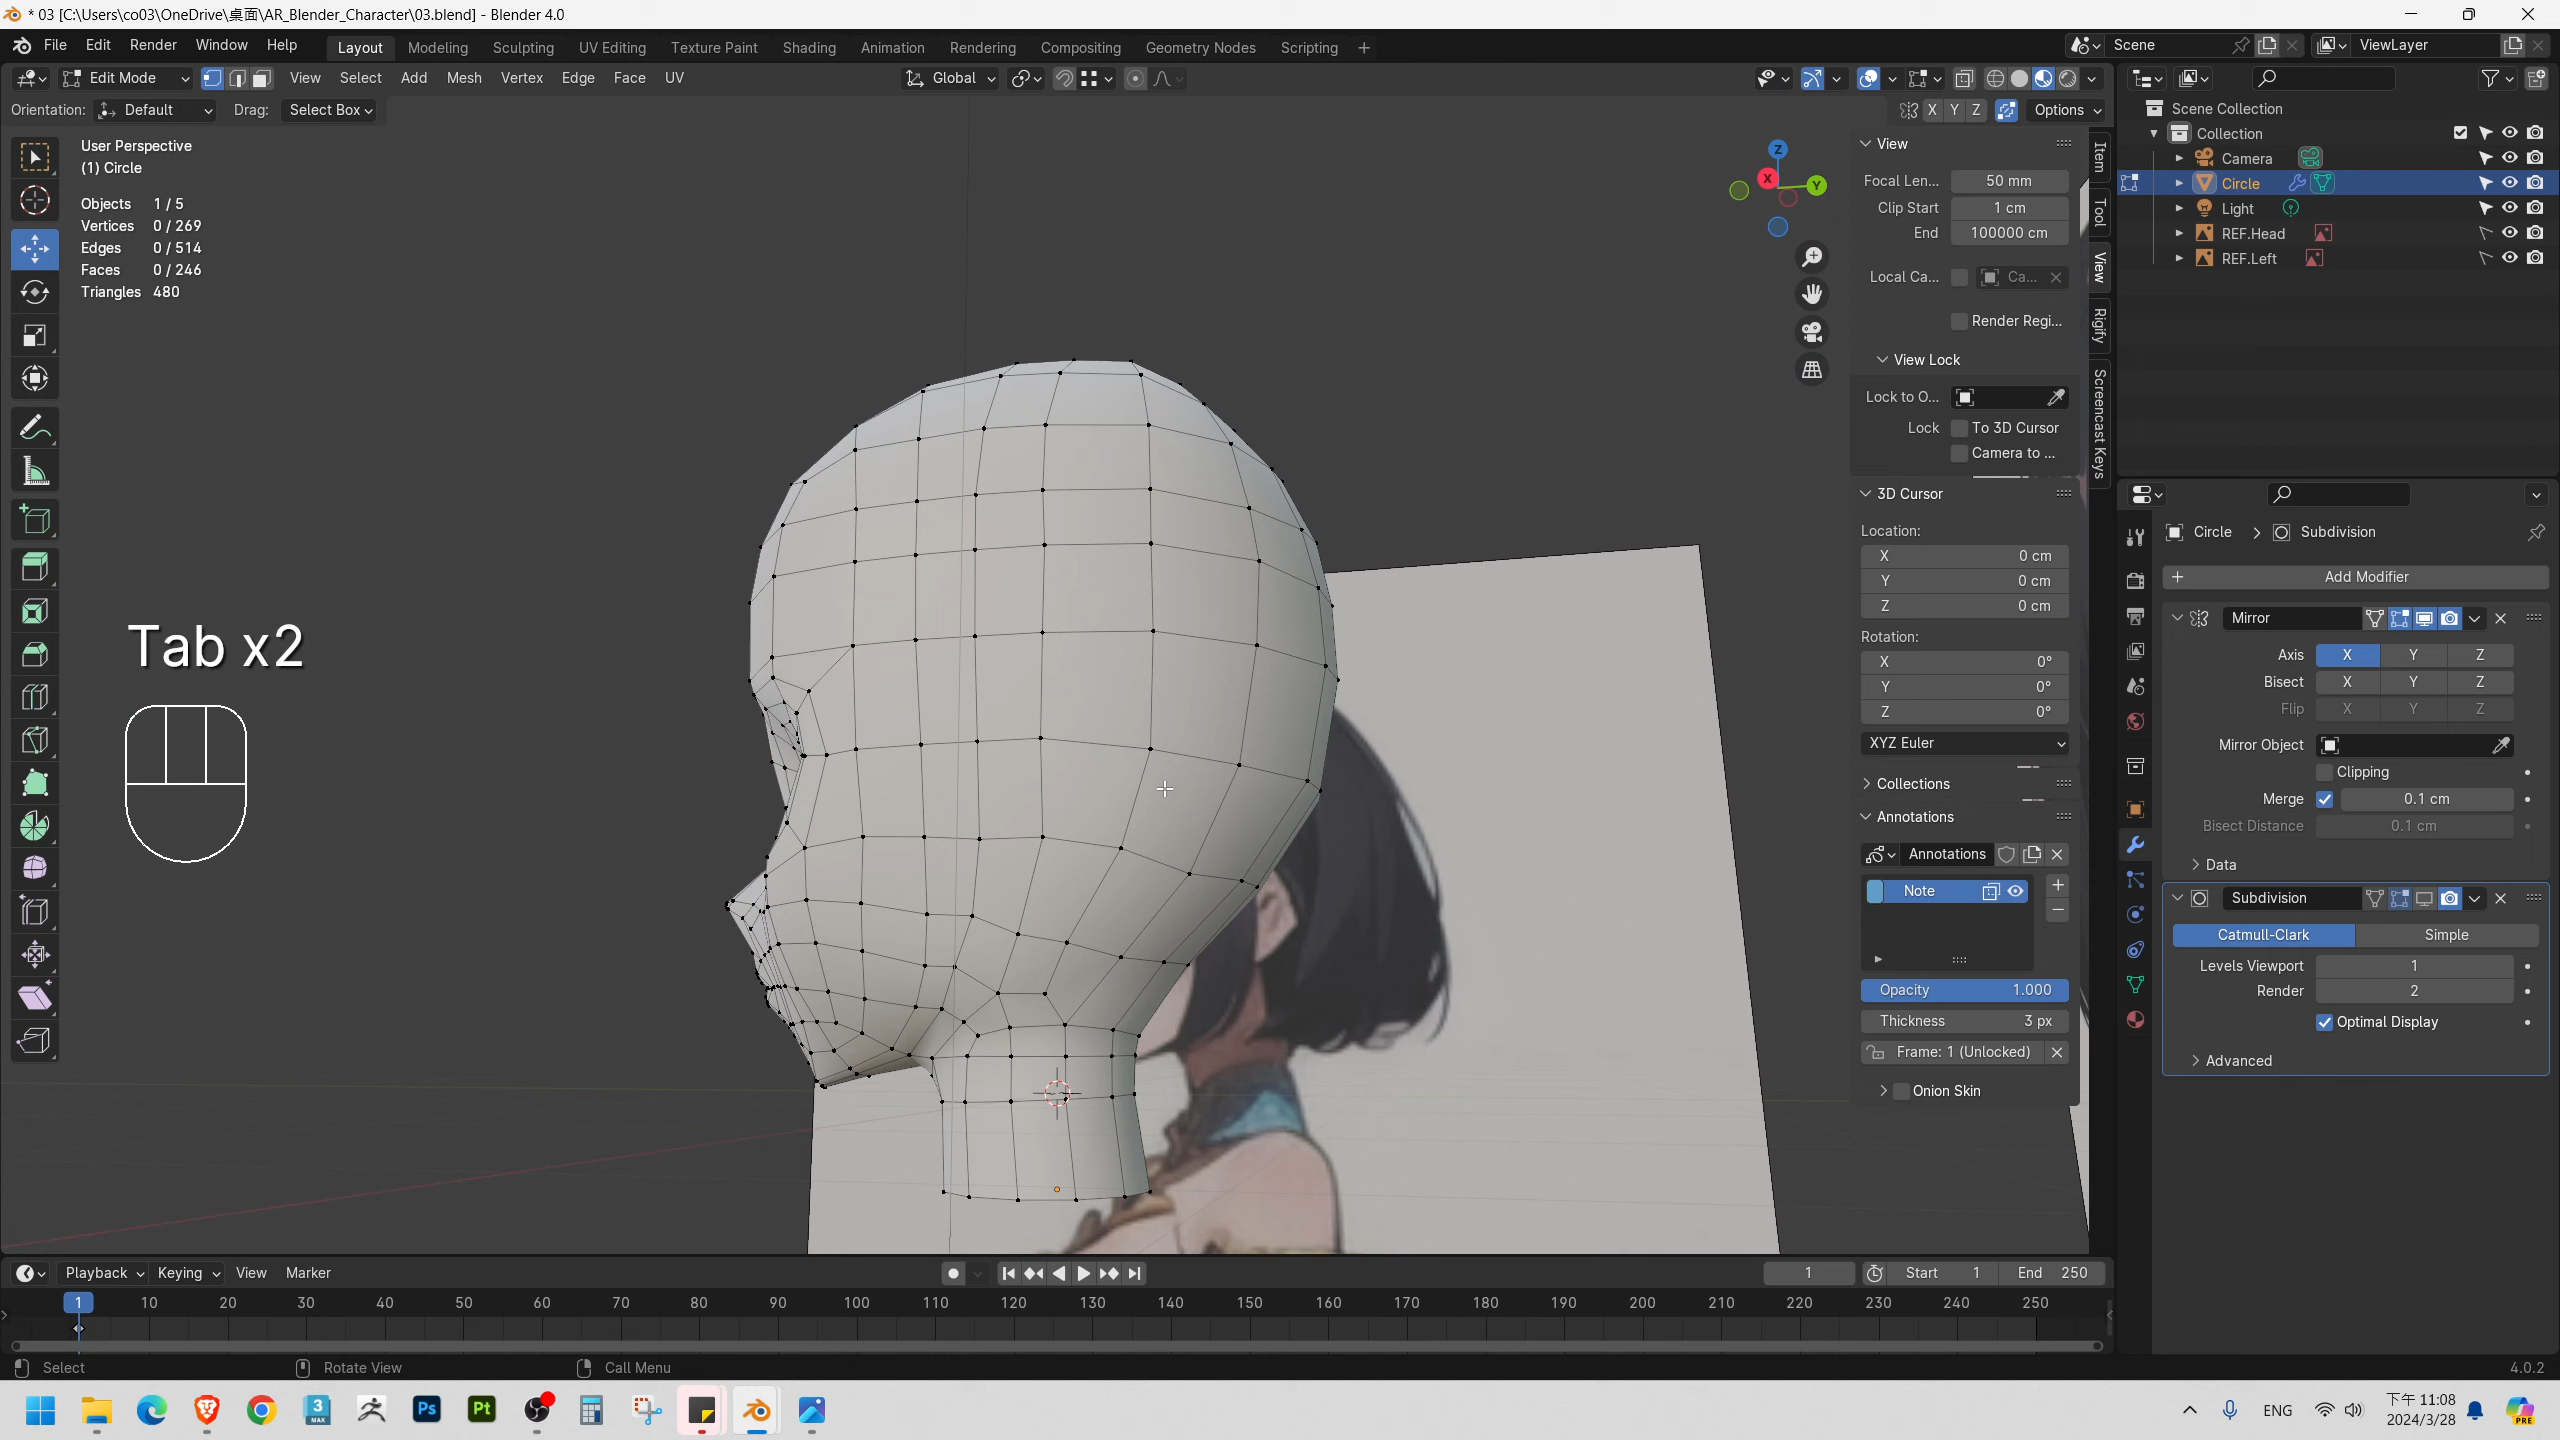 * 03 [C:\Users\co03\OneDrive\桌面\AR_Blender_Character\03.blend] - Blender 4.0
File Edit Render Window Help Layout Modeling Sculpting UV Editing Texture Paint Shading Animation Rendering Compositing Geometry Nodes Scripting + Scene ViewLayer
Edit Mode View Select Add Mesh Vertex Edge Face UV Global
Orientation: Default Drag: Select Box X Y Z Options
User Perspective
(1) Circle
Objects 1 / 5
Vertices 0 / 269
Edges 0 / 514
Faces 0 / 246
Triangles 480
Tab x2
Z
X
Y
View
Focal Len... 50 mm
Clip Start 1 cm
End 100000 cm
Local Ca... Ca...
Render Regi...
View Lock
Lock to O...
Lock To 3D Cursor
Camera to ...
3D Cursor
Location:
X 0 cm
Y 0 cm
Z 0 cm
Rotation:
X 0°
Y 0°
Z 0°
XYZ Euler
Collections
Annotations
Annotations
Note
Opacity 1.000
Thickness 3 px
Frame: 1 (Unlocked)
Onion Skin
Item
Tool
View
Rigify
Screencast Keys
Scene Collection
Collection
Camera
Circle
Light
REF.Head
REF.Left
Circle > Subdivision
+ Add Modifier
Mirror
Axis X Y Z
Bisect X Y Z
Flip X Y Z
Mirror Object
Clipping
Merge 0.1 cm
Bisect Distance 0.1 cm
Data
Subdivision
Catmull-Clark Simple
Levels Viewport 1
Render 2
Optimal Display
Advanced
Playback Keying View Marker 1 Start 1 End 250
1 10 20 30 40 50 60 70 80 90 100 110 120 130 140 150 160 170 180 190 200 210 220 230 240 250
Select Rotate View Call Menu 4.0.2
3 MAX Ps Pt ENG 下午 11:08
2024/3/28
PRE